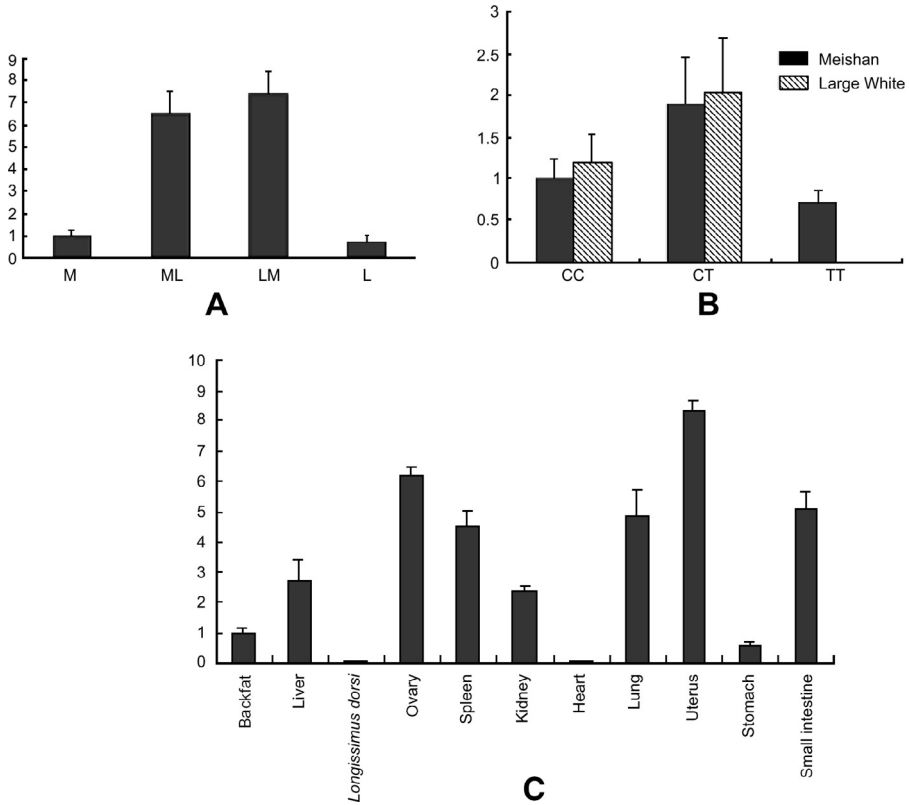 9
8
7
6
5
4
3
2
1
0
M ML LM L
A
3
2.5
2
1.5
1
0.5
0
Meishan
Large White
CC CT TT
B
10
9
8
7
6
5
4
3
2
1
0
Backfat
Liver
Longissimus dorsi
Ovary
Spleen
Kidney
Heart
Lung
Uterus
Stomach
Small intestine
C